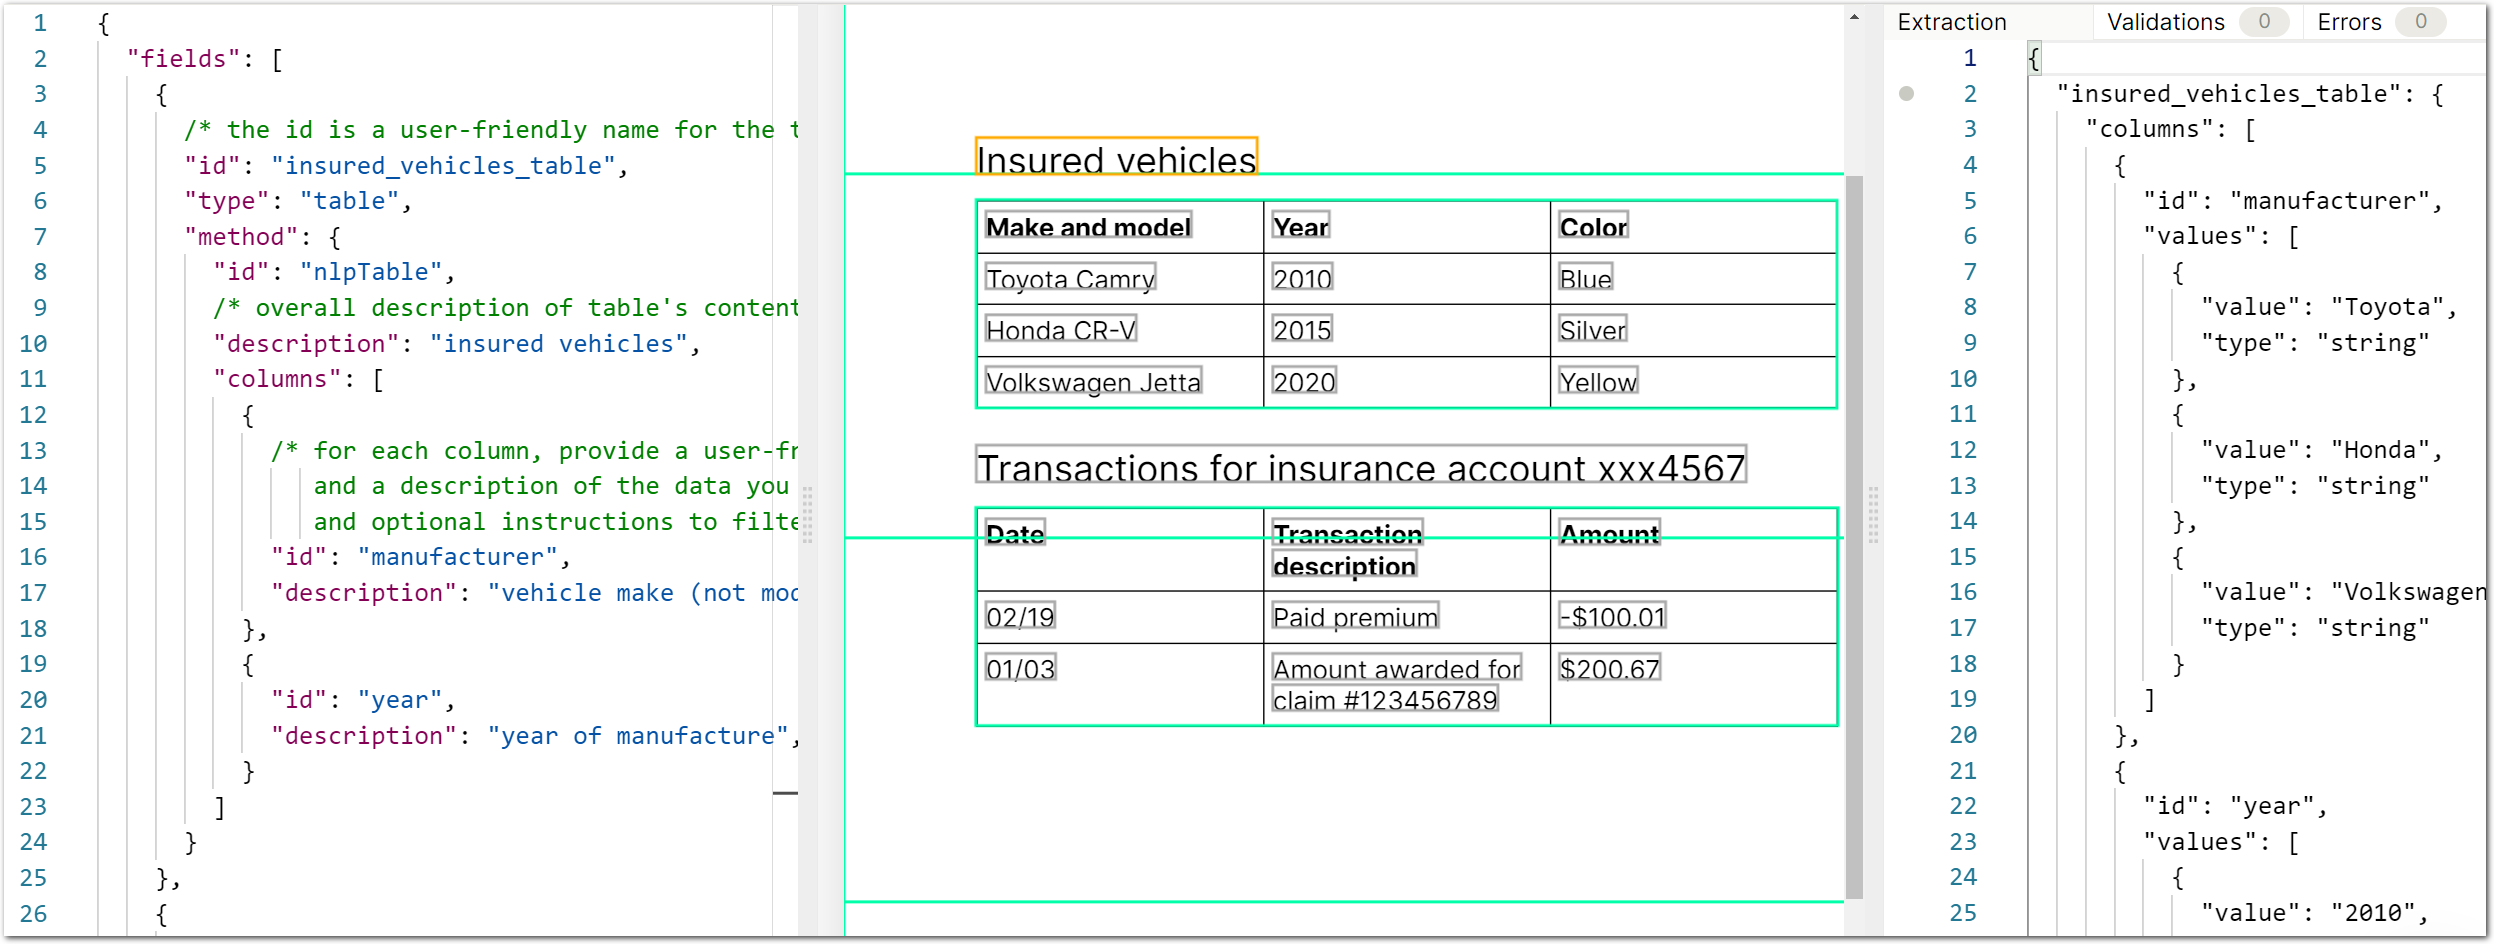 1 {
2 "fields": [
3 {
4 /* the id is a user-friendly name for the t
5 "id": "insured_vehicles_table",
6 "type": "table",
7 "method": {
8 "id": "nlpTable",
9 /* overall description of table's content
10 "description": "insured vehicles",
11 "columns": [
12 {
13 /* for each column, provide a user-fr
14 and a description of the data you
15 and optional instructions to filte
16 "id": "manufacturer",
17 "description": "vehicle make (not mod
18 },
19 {
20 "id": "year",
21 "description": "year of manufacture",
22 }
23 ]
24 }
25 },
26 {
Insured vehicles
Make and model Year Color
Toyota Camry 2010 Blue
Honda CR-V 2015 Silver
Volkswagen Jetta 2020 Yellow
Transactions for insurance account xxx4567
Date Transaction description Amount
02/19 Paid premium -$100.01
01/03 Amount awarded for claim #123456789 $200.67
Extraction Validations 0 Errors 0
1 {
2 "insured_vehicles_table": {
3 "columns": [
4 {
5 "id": "manufacturer",
6 "values": [
7 {
8 "value": "Toyota",
9 "type": "string"
10 },
11 {
12 "value": "Honda",
13 "type": "string"
14 },
15 {
16 "value": "Volkswagen
17 "type": "string"
18 }
19 ]
20 },
21 {
22 "id": "year",
23 "values": [
24 {
25 "value": "2010",